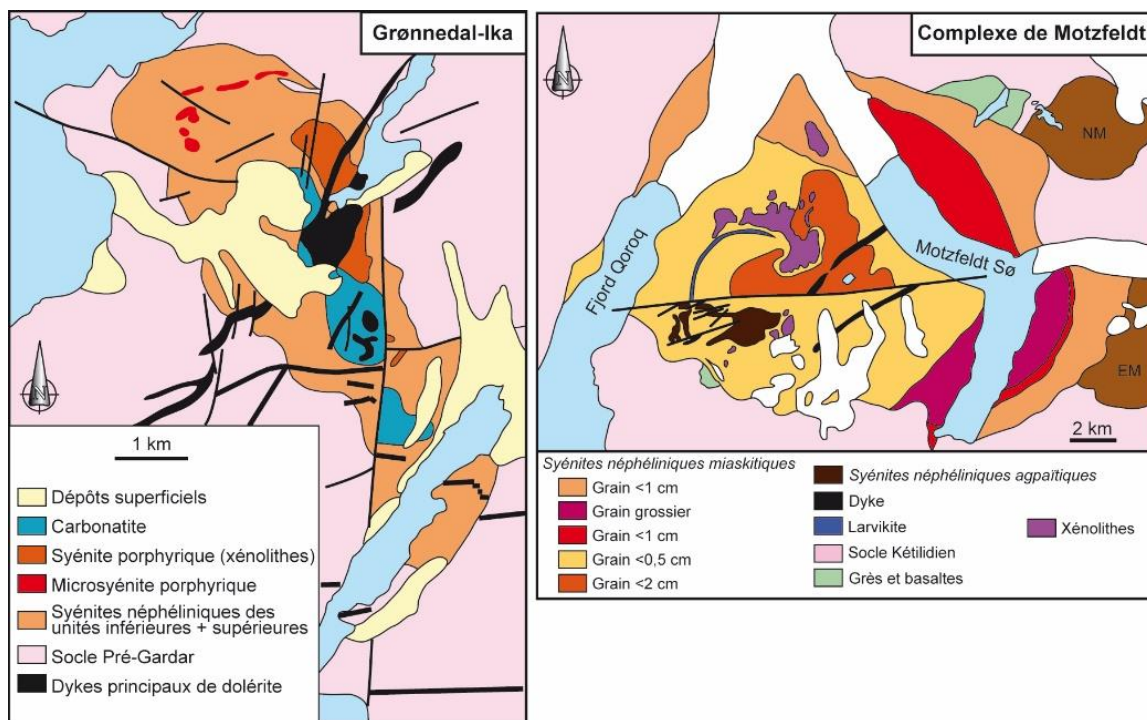 Grønnedal-Ika
N
1 km
Dépôts superficiels
Carbonatite
Syénite porphyrique (xénolithes)
Microsyénite porphyrique
Syénites néphéliniques des
unités inférieures + supérieures
Socle Pré-Gardar
Dykes principaux de dolérite
Complexe de Motzfeldt
N
NM
Fjord Qoroq
Motzfeldt Sø
EM
2 km
Syénites néphéliniques miaskitiques
Grain <1 cm
Grain grossier
Grain <1 cm
Grain <0,5 cm
Grain <2 cm
Syénites néphéliniques agpaïtiques
Dyke
Larvikite
Socle Kétilidien
Grès et basaltes
Xénolithes